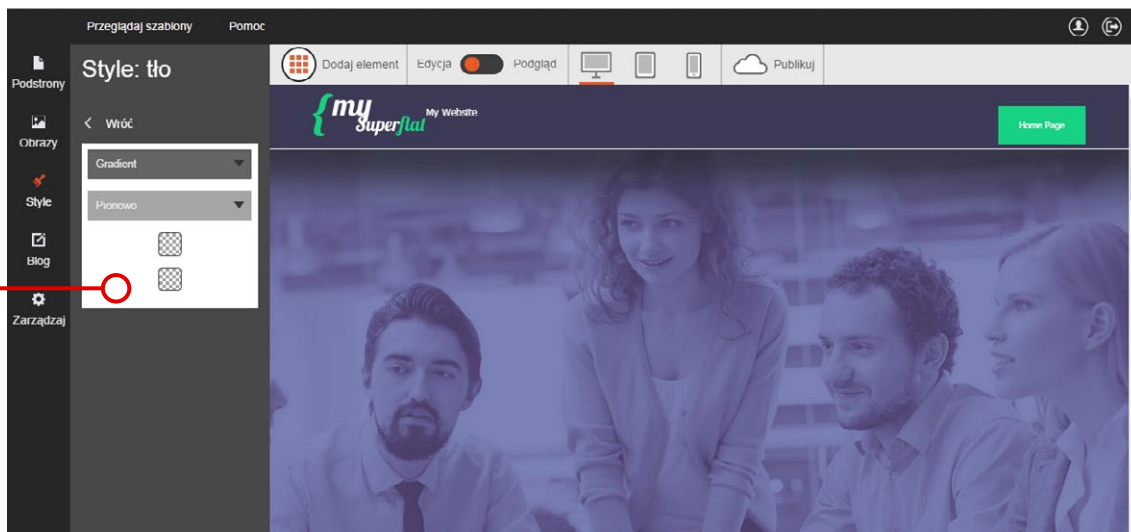 Przeglądaj szablony Pomoc
Podstrony
Obrazy
Style
Blog
Zarządzaj
Style: tło
Wróć
Gradient
Pionowo
Dodaj element Edycja Podgląd Publikuj
{my Superflat My Website
Home Page